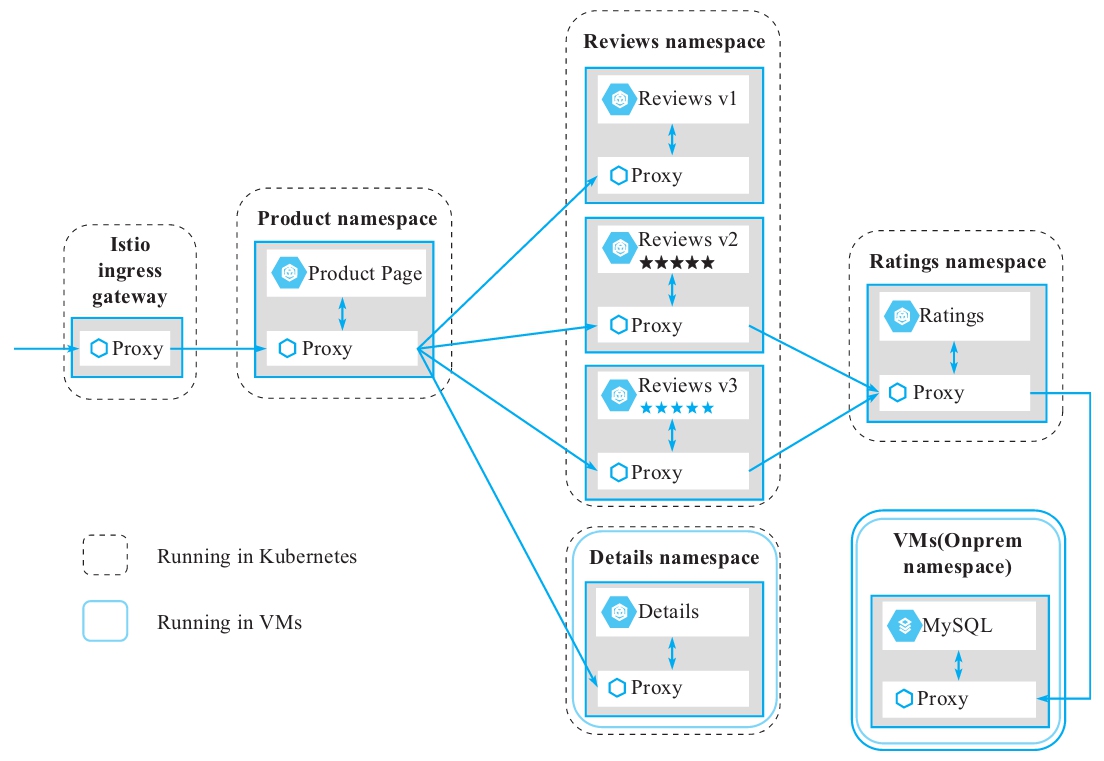 Istio
ingress
gateway
Proxy
Product namespace
Product Page
Proxy
Reviews namespace
Reviews v1
Proxy
Reviews v2
Proxy
Reviews v3
Proxy
Ratings namespace
Ratings
Proxy
Details namespace
Details
Proxy
VMs(Onprem
namespace)
MySQL
Proxy
Running in Kubernetes
Running in VMs